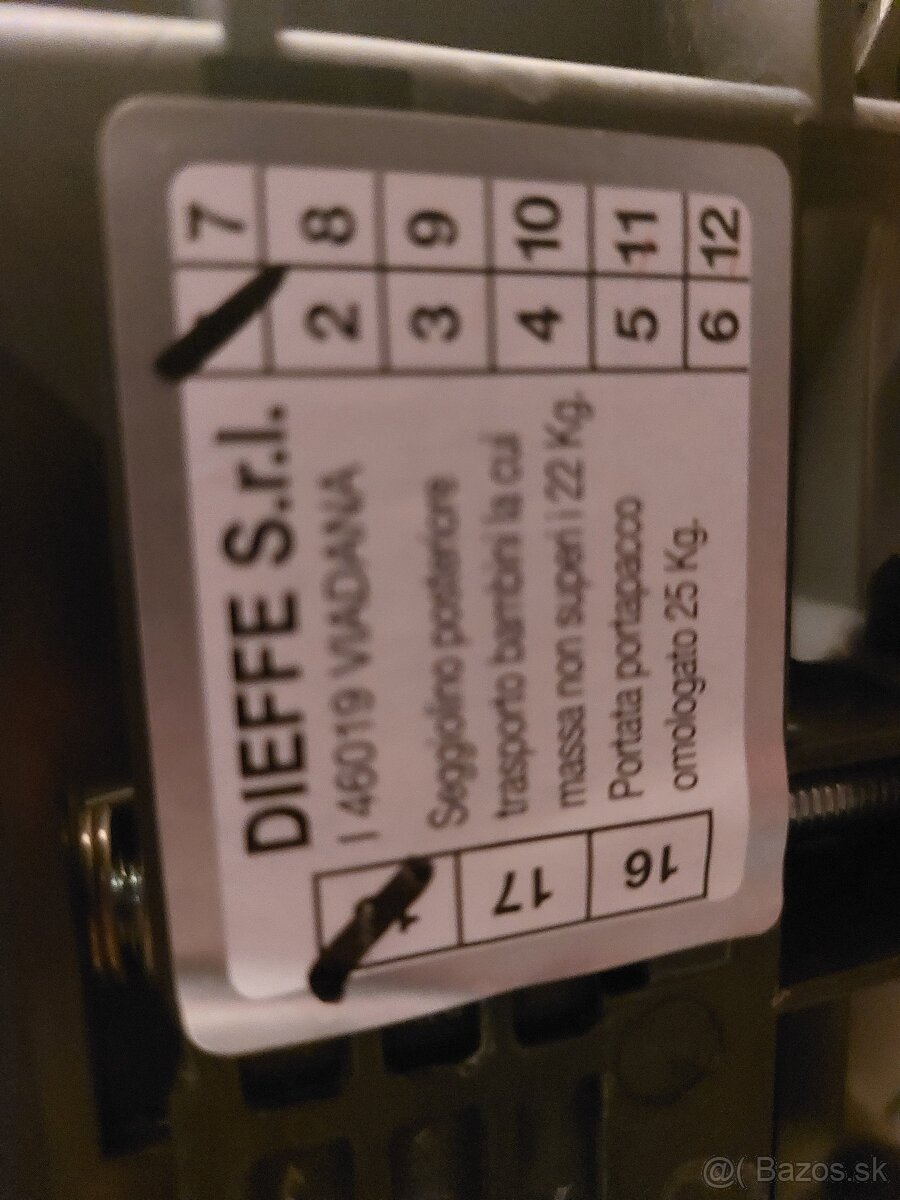 DIEFFE S.r.l.
I 46019 VIADANA
Seggiolino posteriore
trasporto bambini la cui
massa non superi i 22 Kg.
Portata portapacco
omologato 25 Kg.
17
16
7
2 8
3 9
4 10
5 11
6 12
@( Bazos.sk